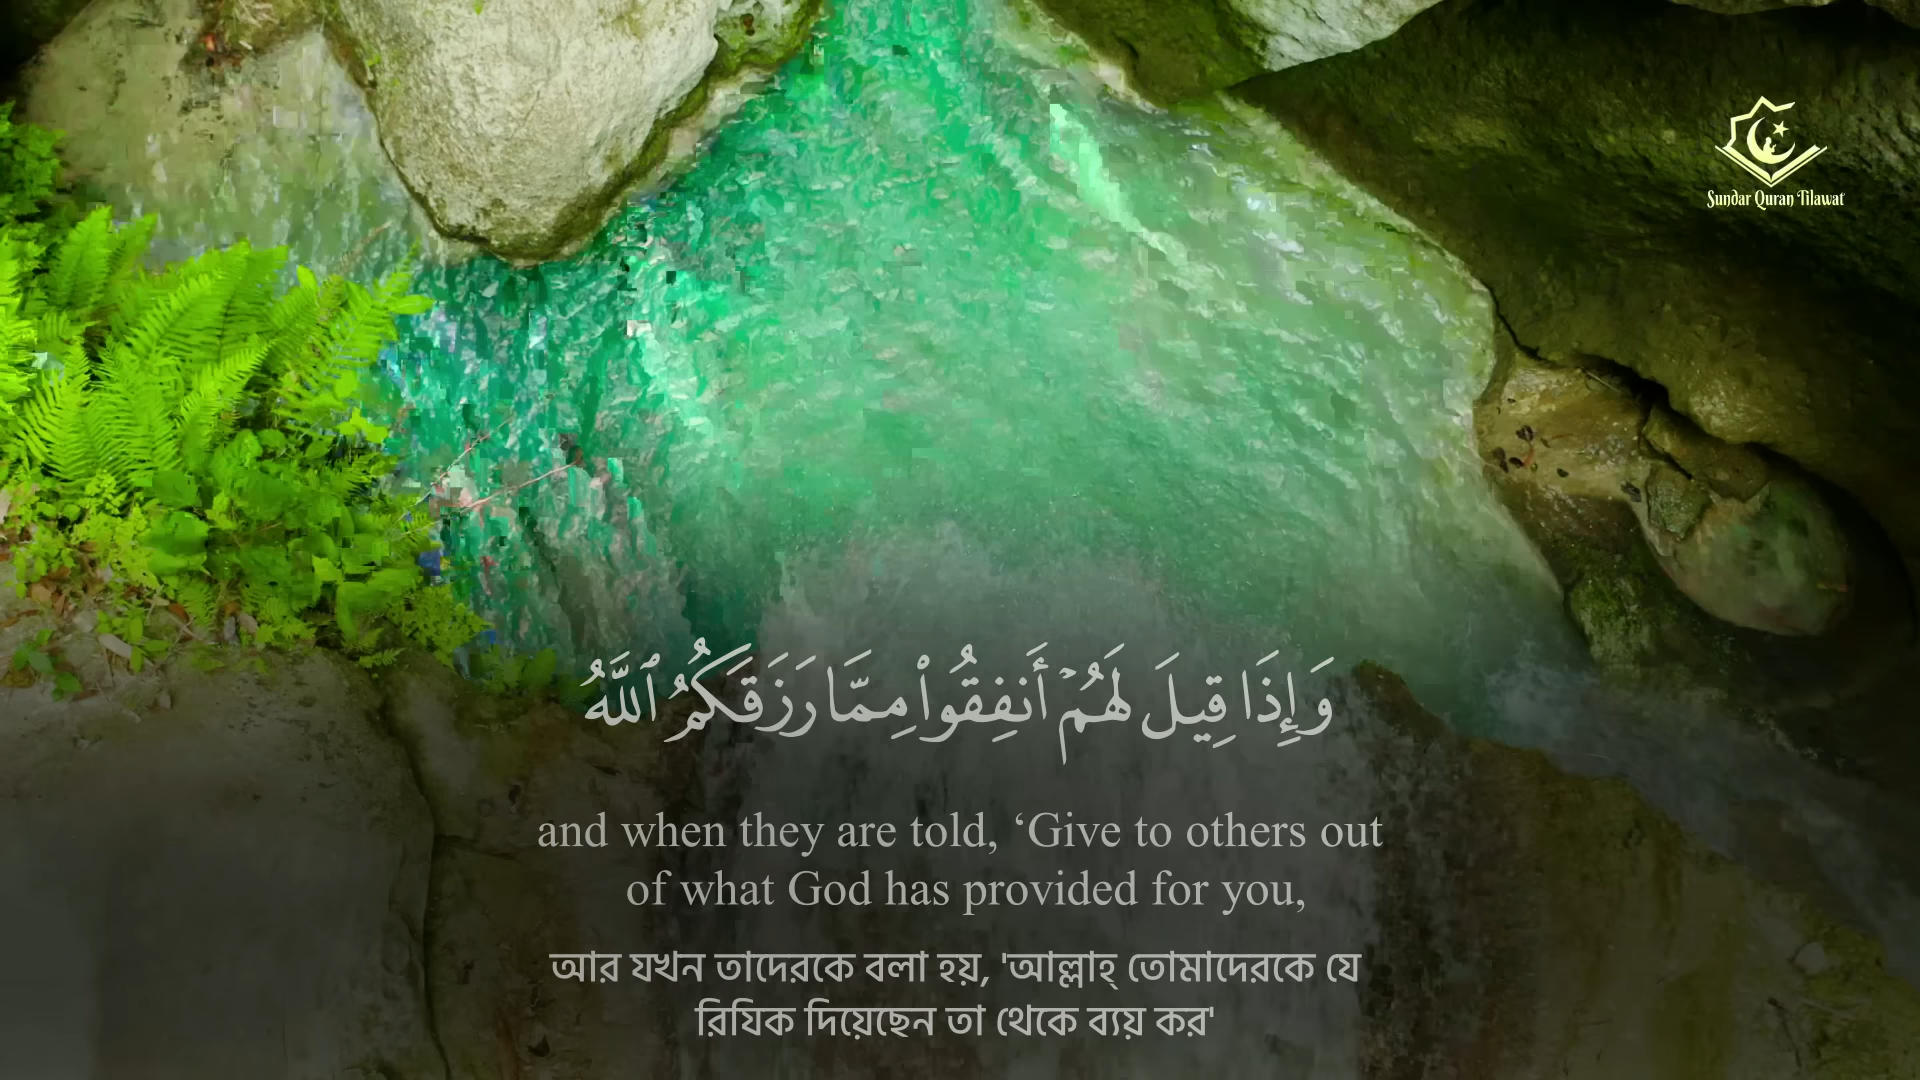 Sundar Quran Tilawat
وَإِذَا قِيلَ لَهُمْ أَنفِقُوا۟ مِمَّا رَزَقَكُمُ ٱللَّهُ
and when they are told, ‘Give to others out
of what God has provided for you,
আর যখন তাদেরকে বলা হয়, 'আল্লাহ্ তোমাদেরকে যে
রিযিক দিয়েছেন তা থেকে ব্যয় কর'